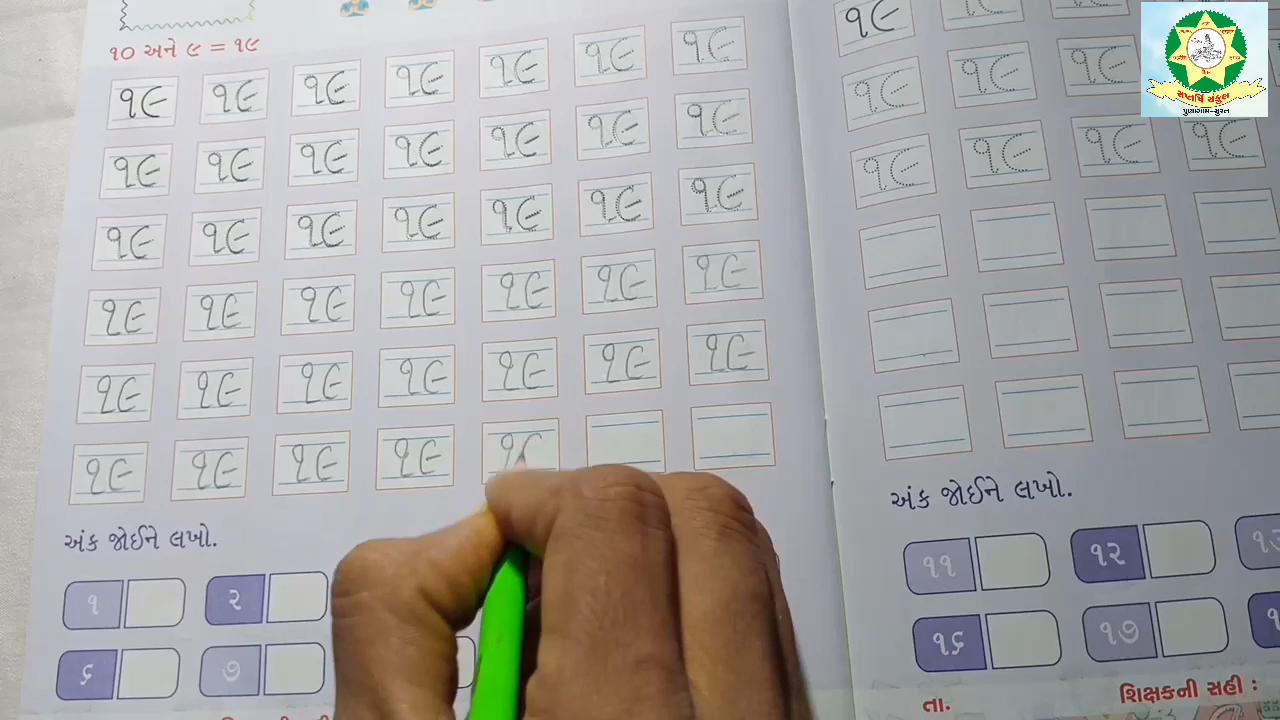 ૧૦ અને ૯ = ૧૯
૧૯ ૧૯ ૧૯ ૧૯ ૧૯ ૧૯ ૧૯
૧૯ ૧૯ ૧૯ ૧૯ ૧૯ ૧૯ ૧૯
૧૯ ૧૯ ૧૯ ૧૯ ૧૯ ૧૯ ૧૯
૧૯ ૧૯ ૧૯ ૧૯ ૧૯ ૧૯ ૧૯
૧૯ ૧૯ ૧૯ ૧૯ ૧૯ ૧૯ ૧૯
૧૯ ૧૯ ૧૯ ૧૯ ૧૯
અંક જોઈને લખો.
૧ ૨
૬ ૭
૧૯
૧૯ ૧૯ ૧૯
૧૯ ૧૯ ૧૯ ૧૯
અંક જોઈને લખો.
૧૧ ૧૨
૧૬ ૧૭
તા. શિક્ષકની સહી :
સપ્તર્ષિ સંકુલ
પુણાગામ-સુરત